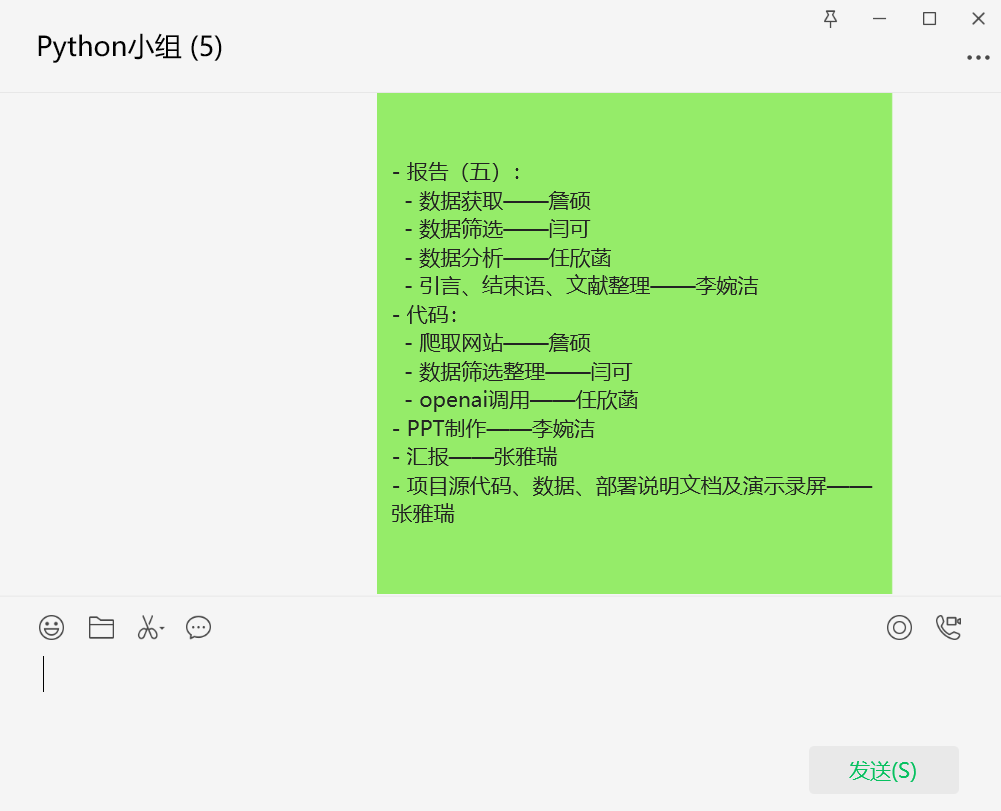 Python小组 (5)
- 报告（五）:
- 数据获取——詹硕
- 数据筛选——闫可
- 数据分析——任欣菡
- 引言、结束语、文献整理——李婉洁
- 代码:
- 爬取网站——詹硕
- 数据筛选整理——闫可
- openai调用——任欣菡
- PPT制作——李婉洁
- 汇报——张雅瑞
- 项目源代码、数据、部署说明文档及演示录屏——
张雅瑞
发送(S)